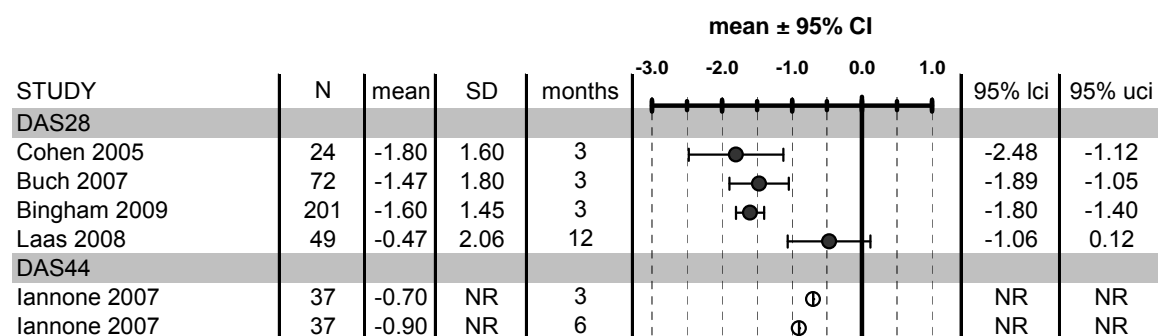 mean ± 95% CI
-3.0 -2.0 -1.0 0.0 1.0
STUDY N mean SD months 95% lci 95% uci
DAS28
Cohen 2005 24 -1.80 1.60 3 -2.48 -1.12
Buch 2007 72 -1.47 1.80 3 -1.89 -1.05
Bingham 2009 201 -1.60 1.45 3 -1.80 -1.40
Laas 2008 49 -0.47 2.06 12 -1.06 0.12
DAS44
Iannone 2007 37 -0.70 NR 3 NR NR
Iannone 2007 37 -0.90 NR 6 NR NR